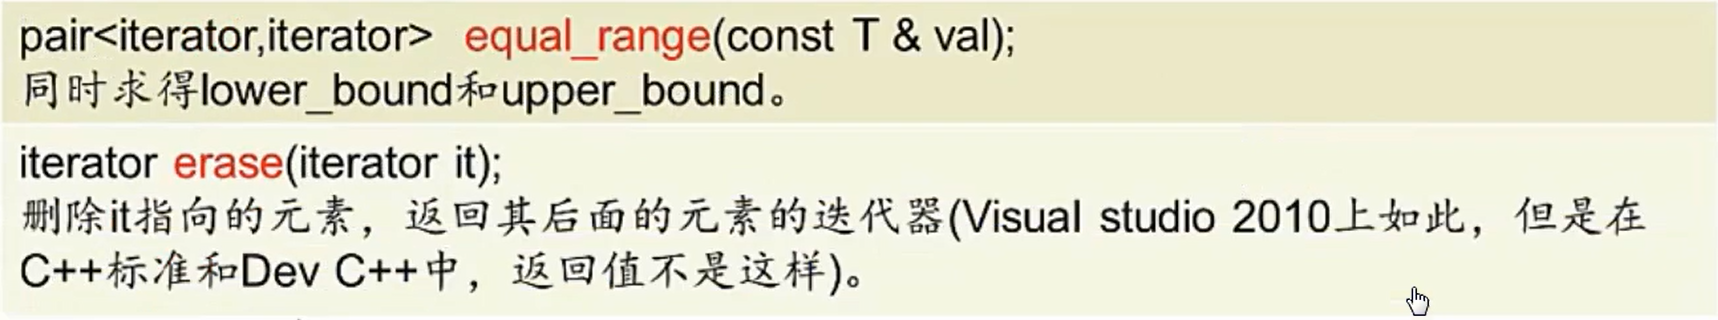 pair<iterator,iterator> equal_range(const T & val);
同时求得lower_bound和upper_bound。
iterator erase(iterator it);
删除it指向的元素，返回其后面的元素的迭代器(Visual studio 2010上如此，但是在
C++标准和Dev C++中，返回值不是这样)。